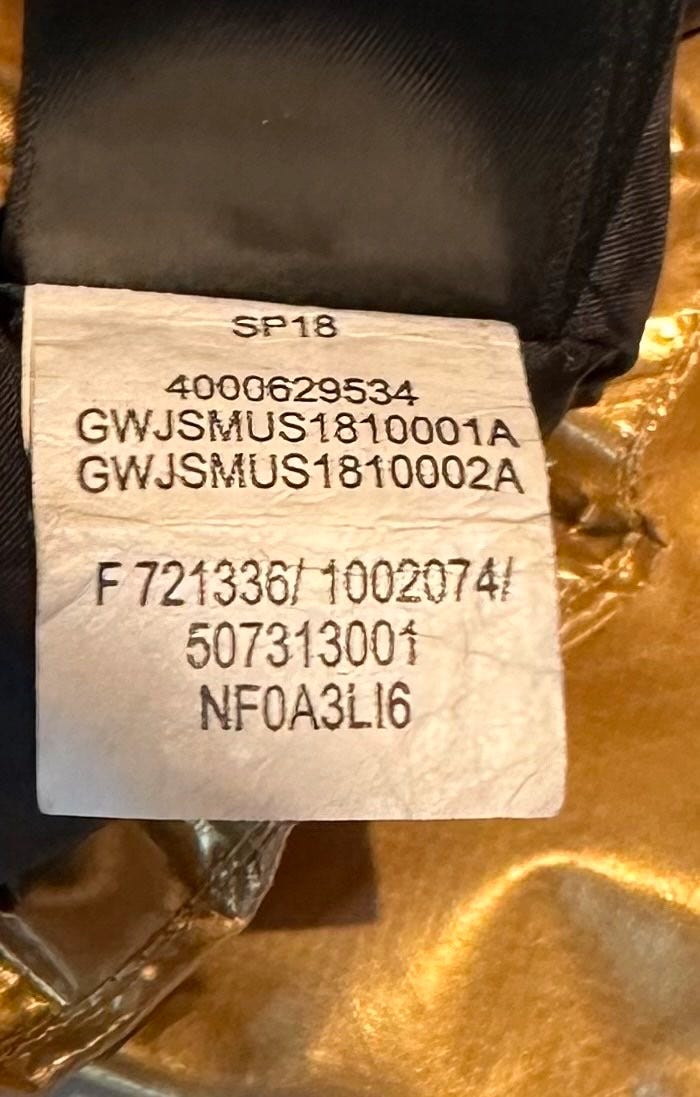 SP18
4000629534
GWJSMUS1810001A
GWJSMUS1810002A
F 721336/ 1002074/
507313001
NF0A3LI6